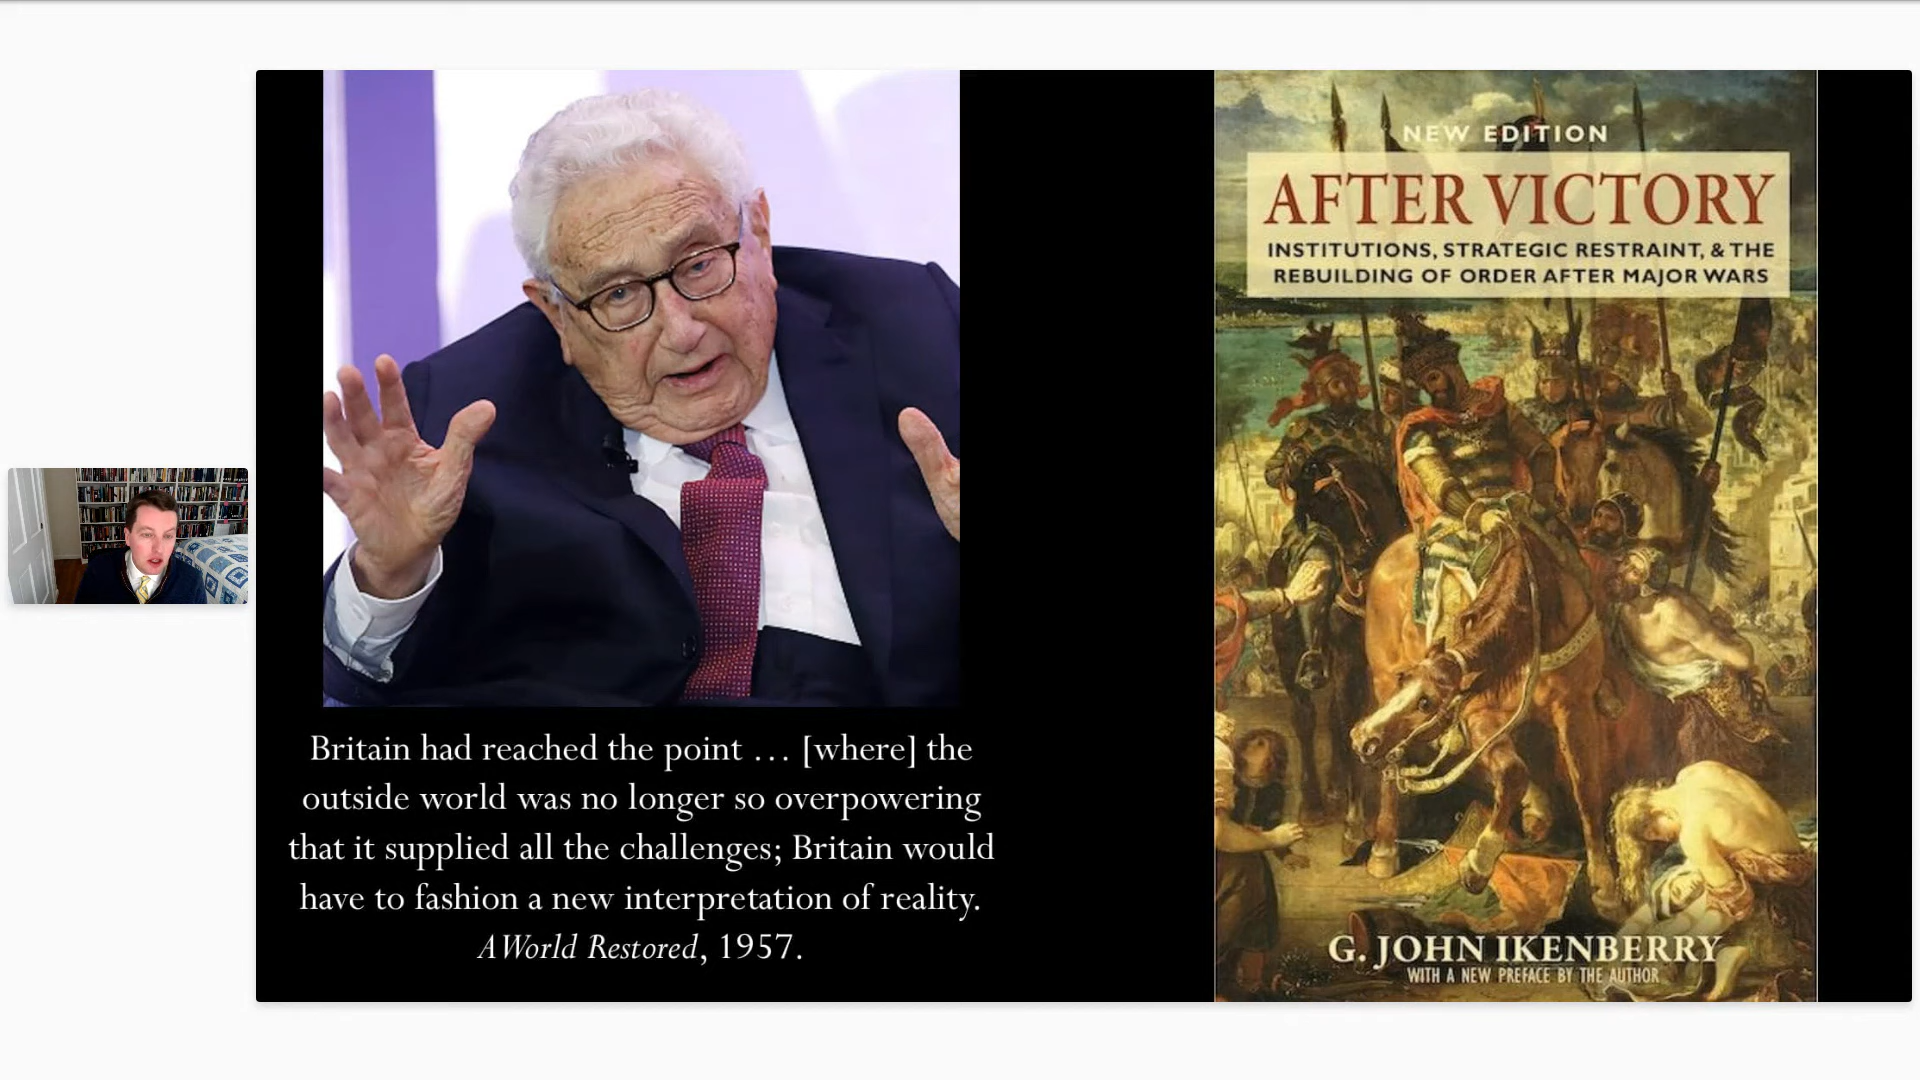 Britain had reached the point … [where] the
outside world was no longer so overpowering
that it supplied all the challenges; Britain would
have to fashion a new interpretation of reality.
A World Restored, 1957.
NEW EDITION
AFTER VICTORY
INSTITUTIONS, STRATEGIC RESTRAINT, & THE
REBUILDING OF ORDER AFTER MAJOR WARS
G. JOHN IKENBERRY
WITH A NEW PREFACE BY THE AUTHOR